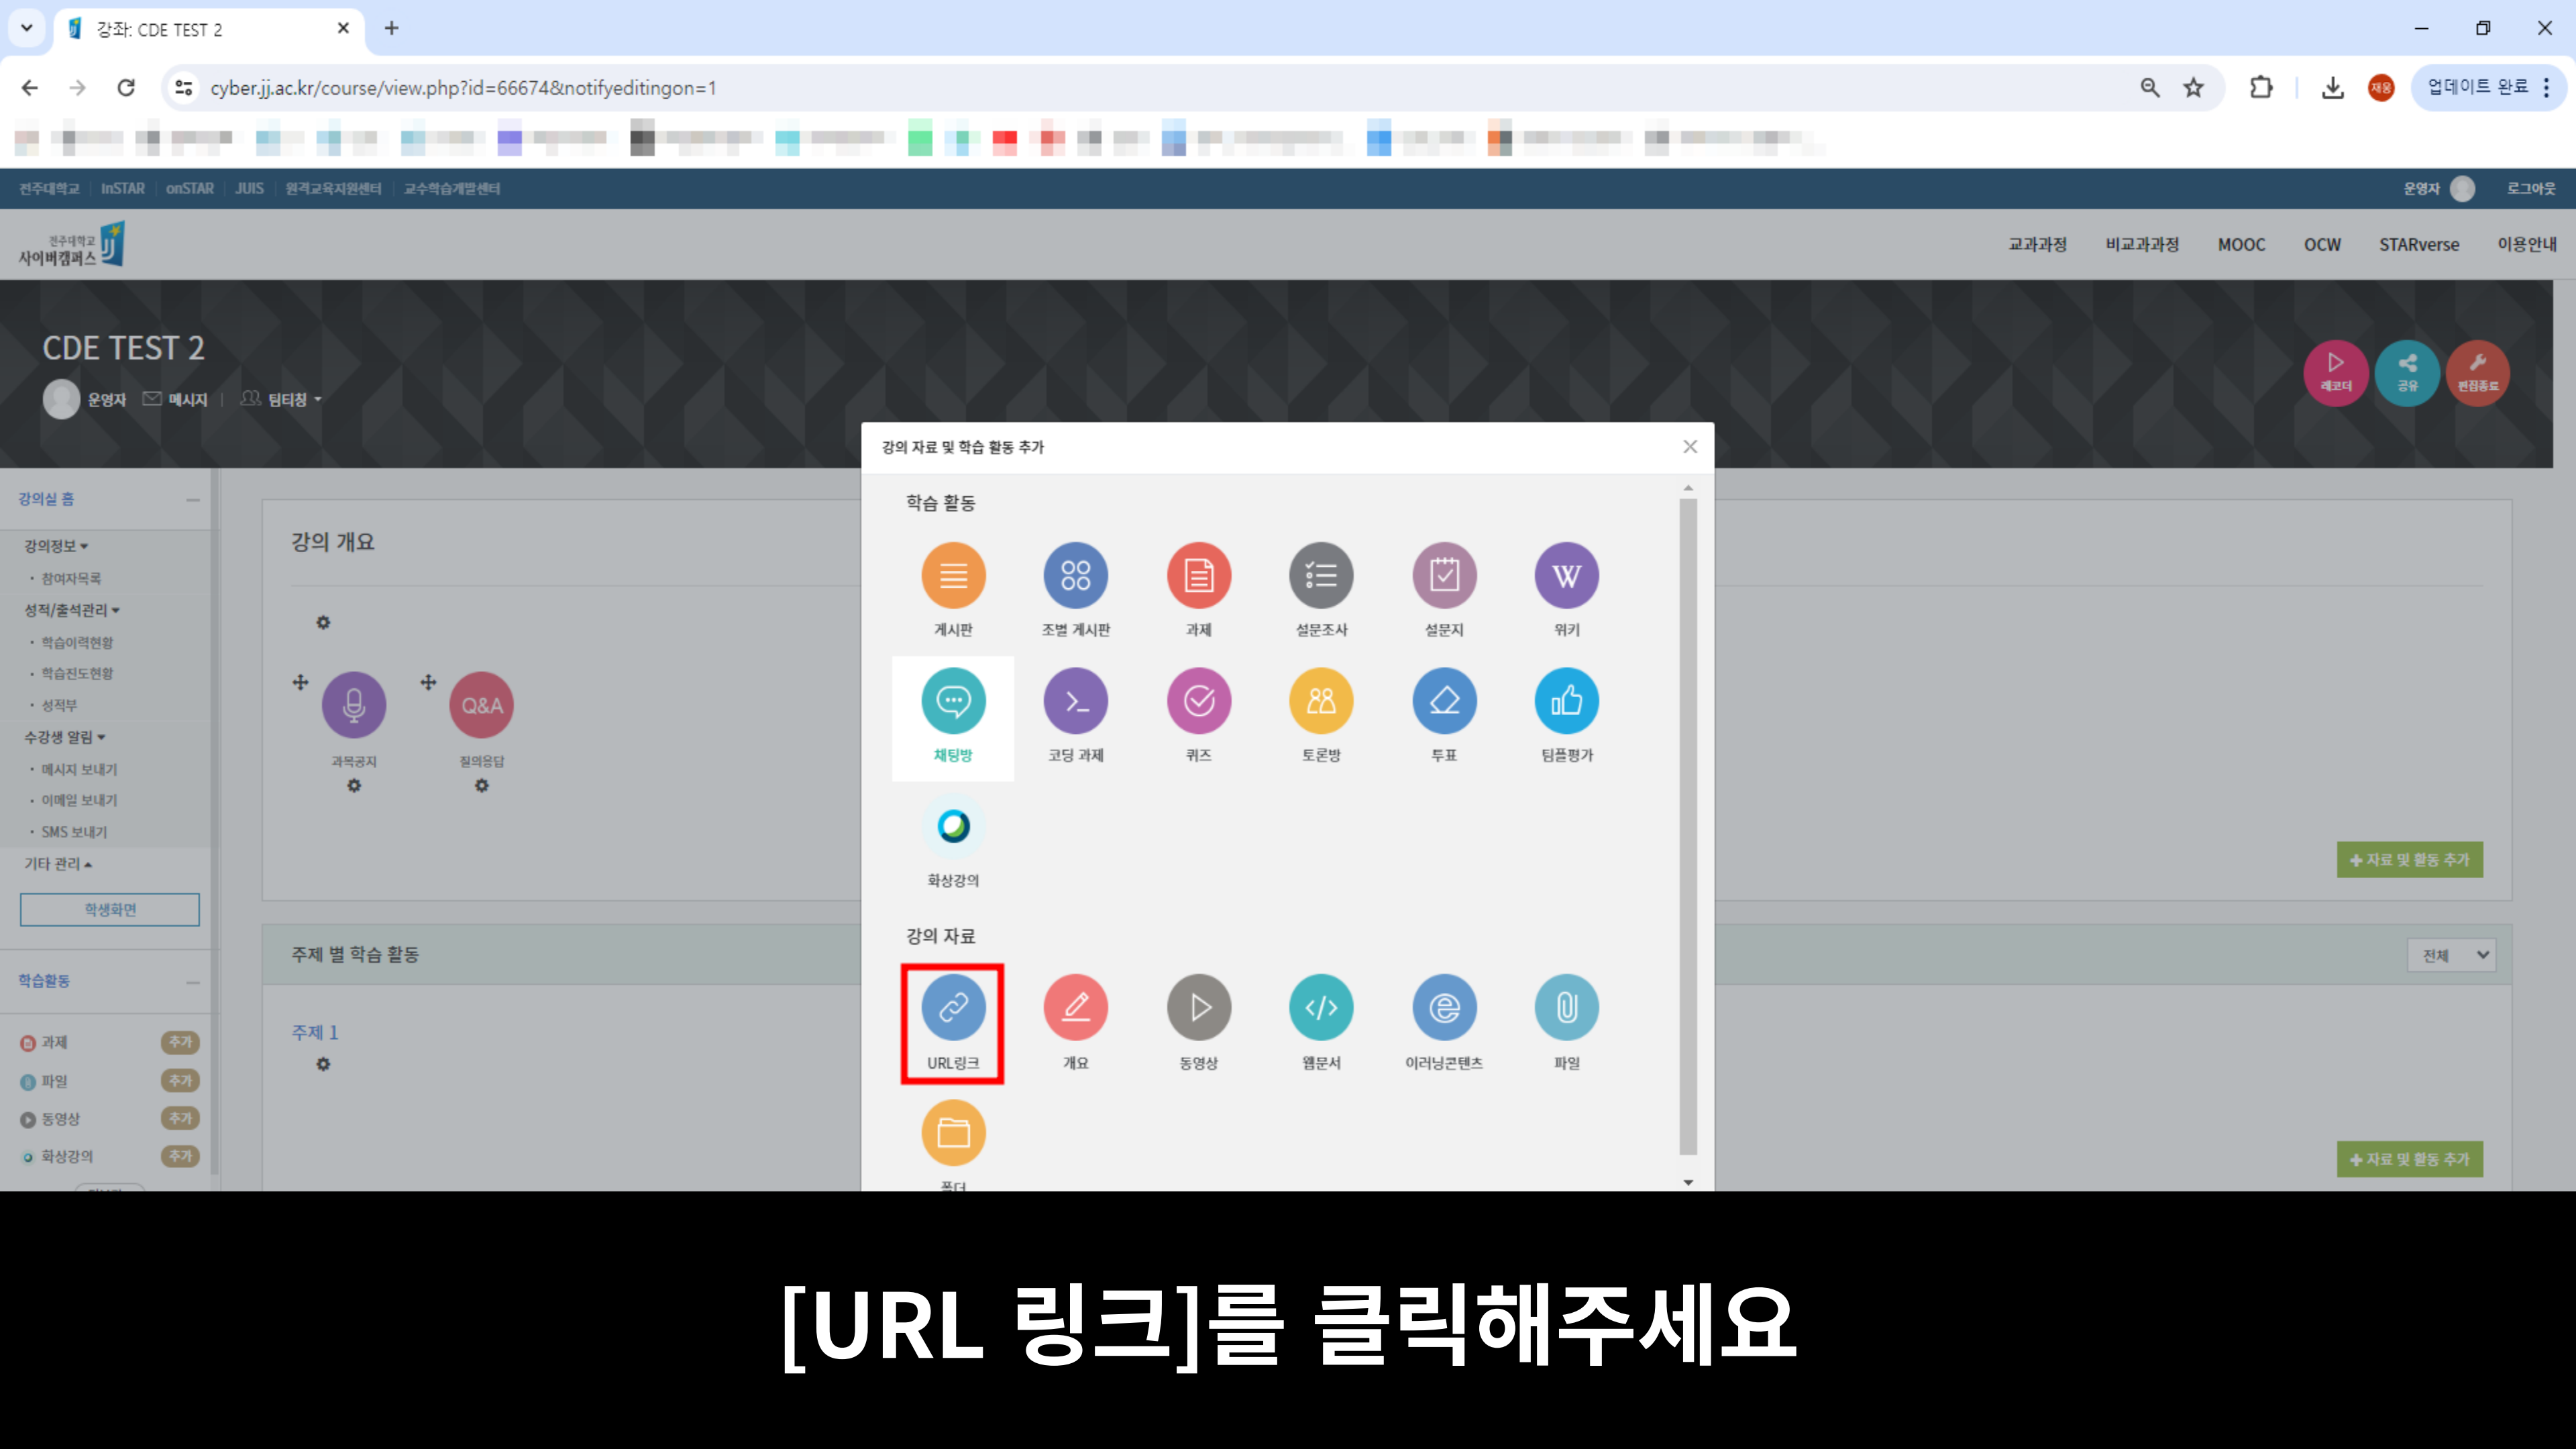 강좌: CDE TEST 2
cyber.jj.ac.kr/course/view.php?id=66674&notifyeditingon=1
재웅
업데이트 완료
전주대학교 InSTAR onSTAR JUIS 원격교육지원센터 교수학습개발센터
운영자 로그아웃
전주대학교
사이버캠퍼스
교과과정 비교과과정 MOOC OCW STARverse 이용안내
CDE TEST 2
운영자 메시지 팀티칭
레코더 공유 편집종료
강의실 홈
강의정보
참여자목록
성적/출석관리
학습이력현황
학습진도현황
성적부
수강생 알림
메시지 보내기
이메일 보내기
SMS 보내기
기타 관리
학생화면
학습활동
과제 추가
파일 추가
동영상 추가
화상강의 추가
강의 개요
Q&A
과목공지 질의응답
+ 자료 및 활동 추가
주제 별 학습 활동
전체
주제 1
+ 자료 및 활동 추가
강의 자료 및 학습 활동 추가
학습 활동
게시판 조별 게시판 과제 설문조사 설문지 위키
채팅방 코딩 과제 퀴즈 토론방 투표 팀플평가
화상강의
강의 자료
URL링크 개요 동영상 웹문서 이러닝콘텐츠 파일
폴더
[URL 링크]를 클릭해주세요